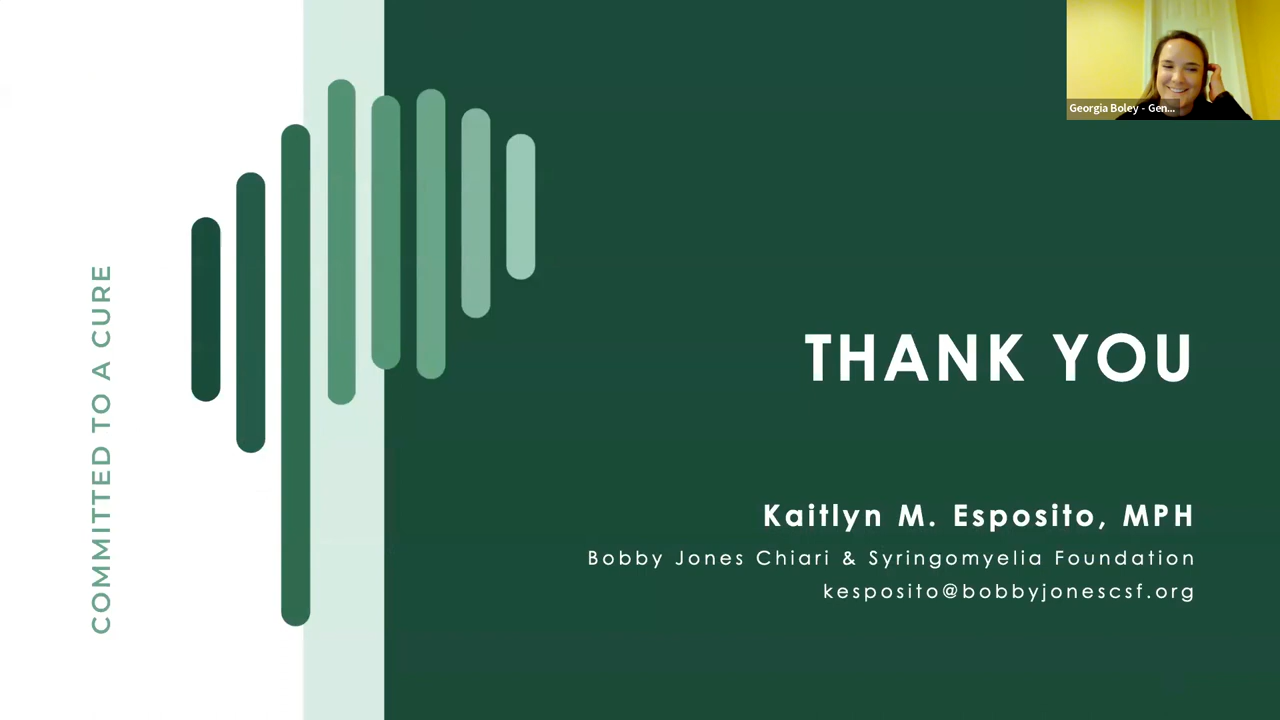 Georgia Boley - Gen...
COMMITTED TO A CURE
THANK YOU
Kaitlyn M. Esposito, MPH
Bobby Jones Chiari & Syringomyelia Foundation
kesposito@bobbyjonescsf.org